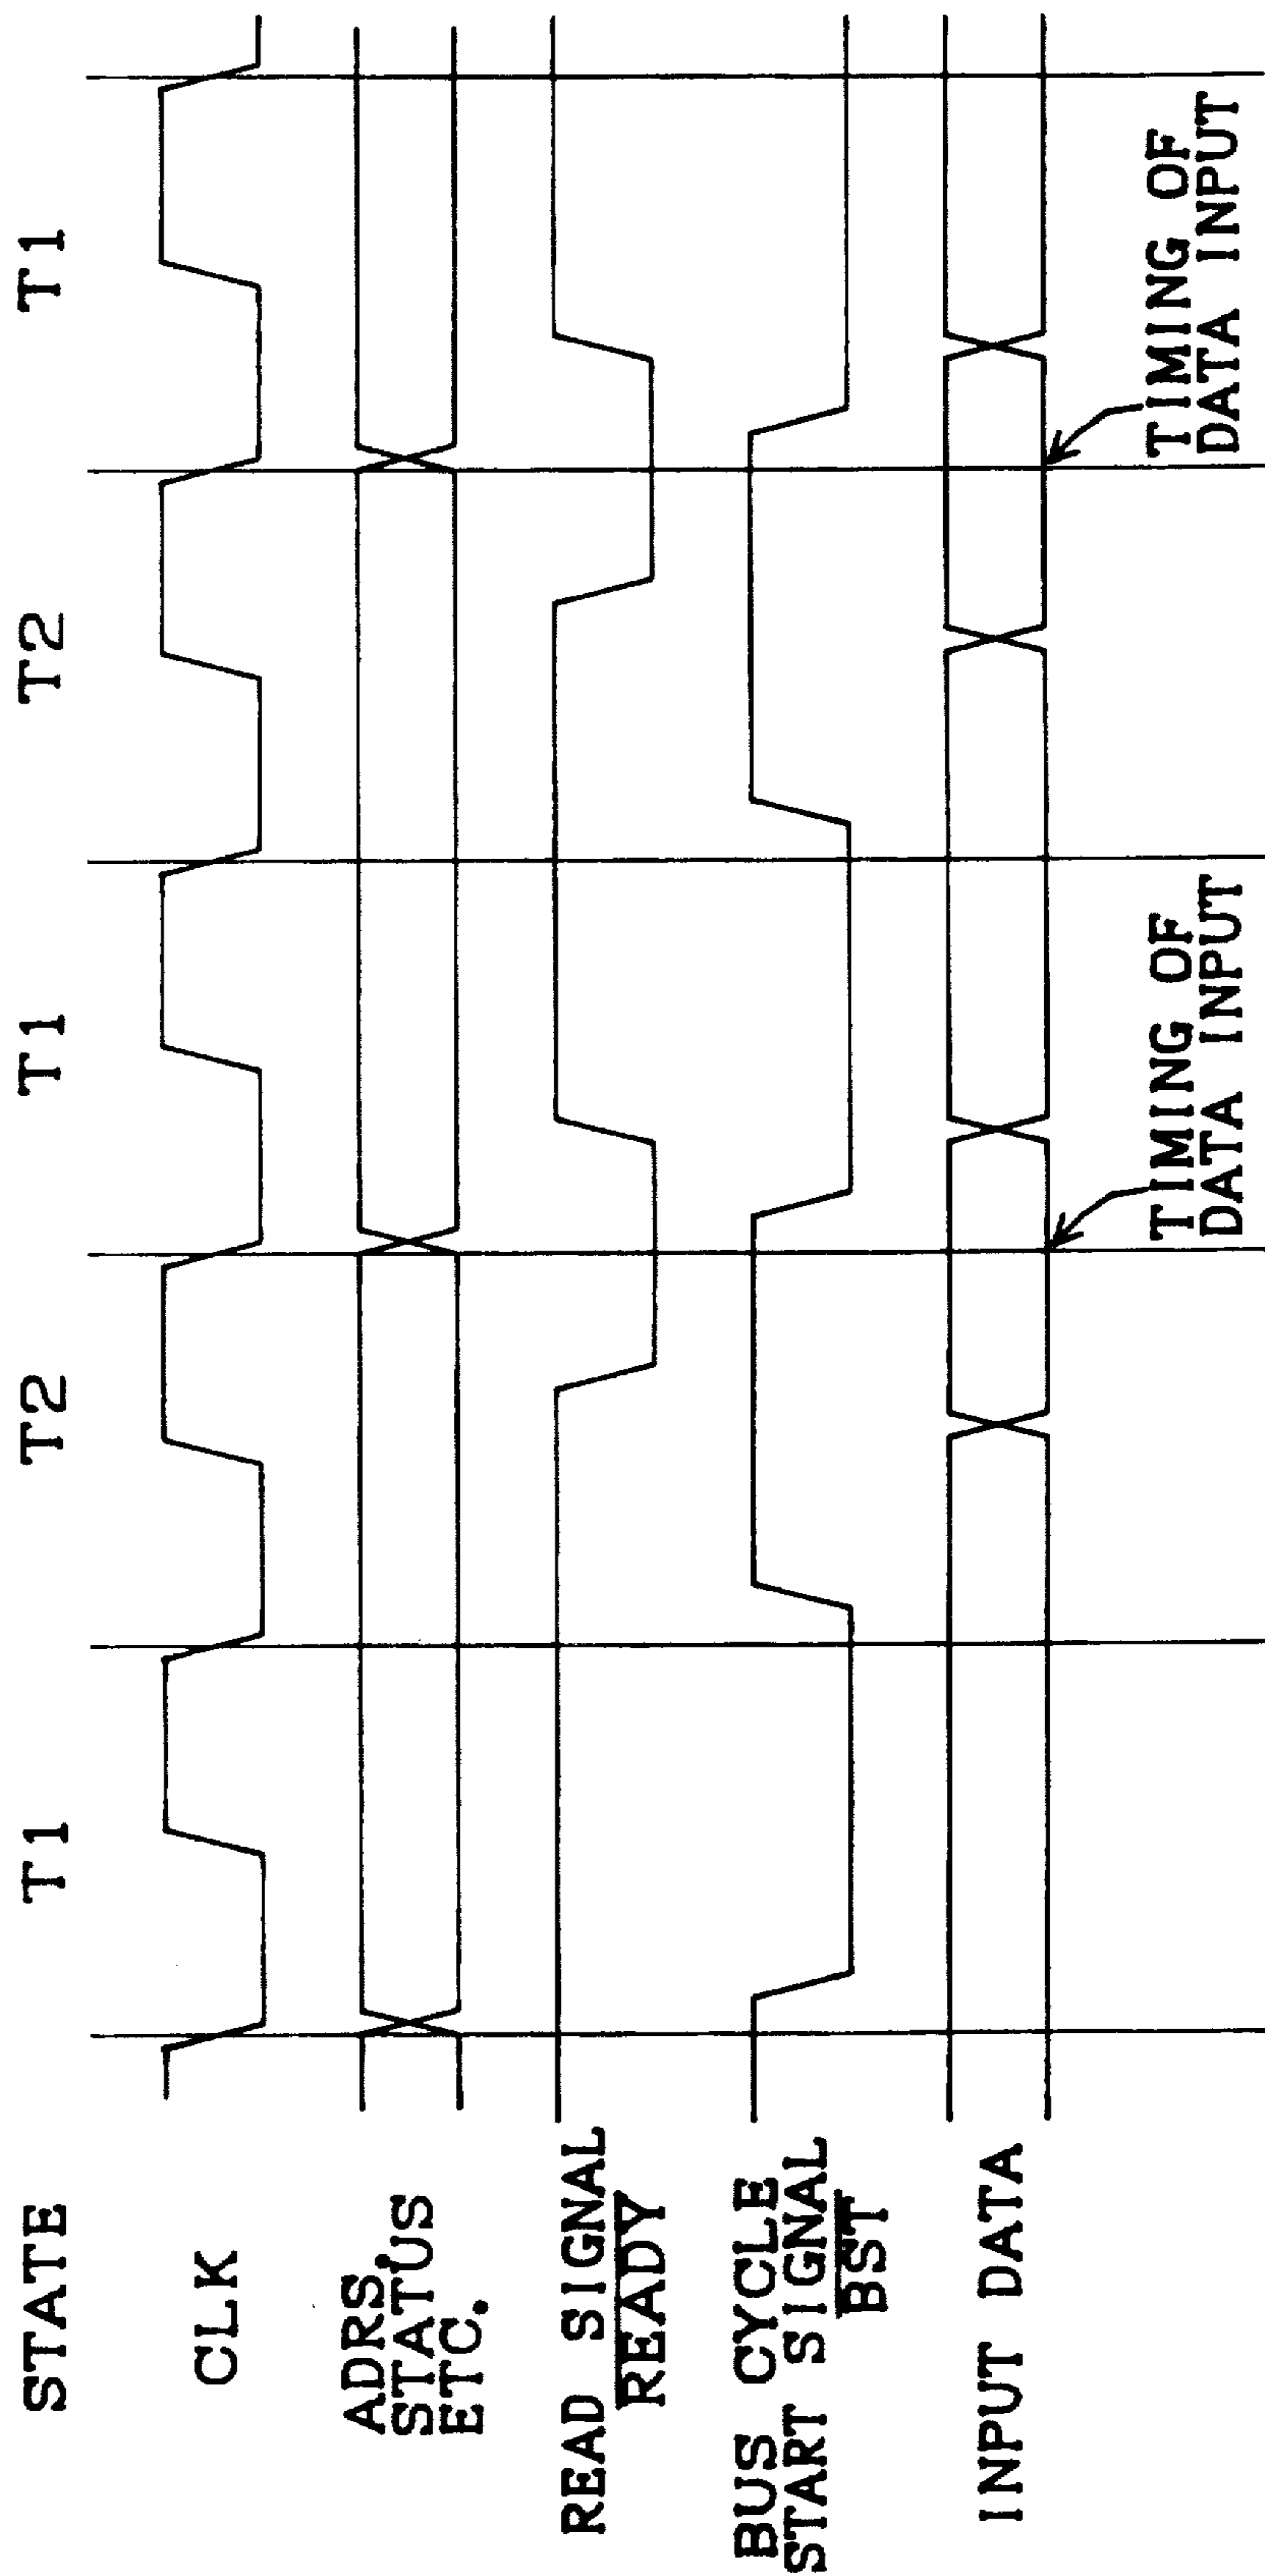 STATE T1 T2 T1 T2 T1
CLK
ADRS,
STATUS
ETC.
READ SIGNAL
READY
BUS CYCLE
START SIGNAL
BST
INPUT DATA
TIMING OF
DATA INPUT
TIMING OF
DATA INPUT